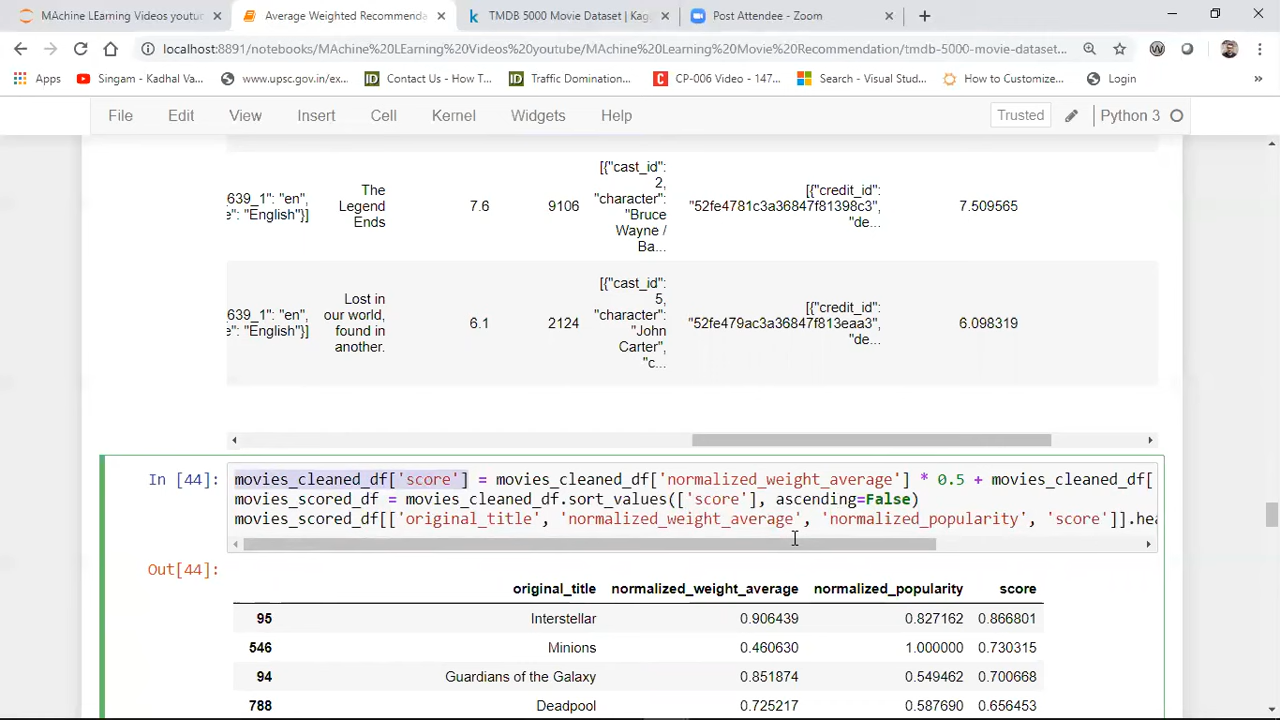 MAchine LEarning Videos youtub
Average Weighted Recommenda
TMDB 5000 Movie Dataset | Kag
Post Attendee - Zoom
localhost:8891/notebooks/MAchine%20LEarning%20Videos%20youtube/MAchine%20Learning%20Movie%20Recommendation/tmdb-5000-movie-dataset...
Apps
Singam - Kadhal Va...
www.upsc.gov.in/ex...
Contact Us - How T...
Traffic Domination...
CP-006 Video - 147...
Search - Visual Stud...
How to Customize...
Login
»
File Edit View Insert Cell Kernel Widgets Help
Trusted
Python 3
[{"cast_id":
2,
"character":
"Bruce
Wayne /
Ba...
639_1": "en",
e": "English"}]
The
Legend
Ends
7.6
9106
[{"credit_id":
"52fe4781c3a36847f81398c3",
"de...
7.509565
[{"cast_id":
5,
"character":
"John
Carter",
"c...
639_1": "en",
e": "English"}]
Lost in
our world,
found in
another.
6.1
2124
[{"credit_id":
"52fe479ac3a36847f813eaa3",
"de...
6.098319
In [44]:
movies_cleaned_df['score'] = movies_cleaned_df['normalized_weight_average'] * 0.5 + movies_cleaned_df[
movies_scored_df = movies_cleaned_df.sort_values(['score'], ascending=False)
movies_scored_df[['original_title', 'normalized_weight_average', 'normalized_popularity', 'score']].hea
Out[44]:
original_title normalized_weight_average normalized_popularity score
95 Interstellar 0.906439 0.827162 0.866801
546 Minions 0.460630 1.000000 0.730315
94 Guardians of the Galaxy 0.851874 0.549462 0.700668
788 Deadpool 0.725217 0.587690 0.656453